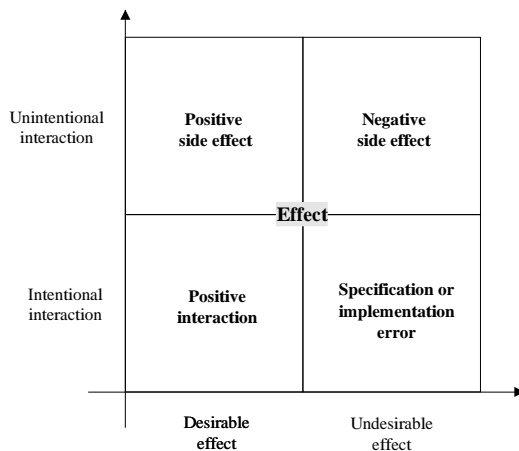 Unintentional
interaction
Positive
side effect
Negative
side effect
Effect
Intentional
interaction
Positive
interaction
Specification or
implementation
error
Desirable
effect
Undesirable
effect